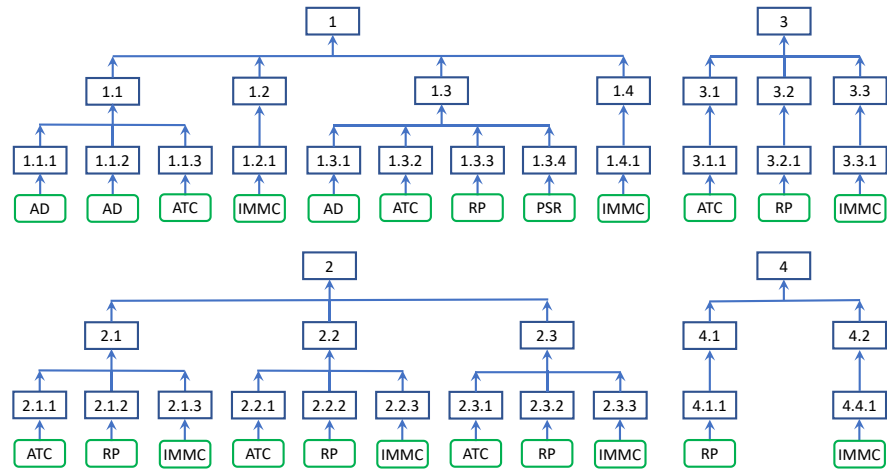 1 3
1.1 1.2 1.3 1.4 3.1 3.2 3.3
1.1.1 1.1.2 1.1.3 1.2.1 1.3.1 1.3.2 1.3.3 1.3.4 1.4.1 3.1.1 3.2.1 3.3.1
AD AD ATC IMMC AD ATC RP PSR IMMC ATC RP IMMC
2 4
2.1 2.2 2.3 4.1 4.2
2.1.1 2.1.2 2.1.3 2.2.1 2.2.2 2.2.3 2.3.1 2.3.2 2.3.3 4.1.1 4.4.1
ATC RP IMMC ATC RP IMMC ATC RP IMMC RP IMMC